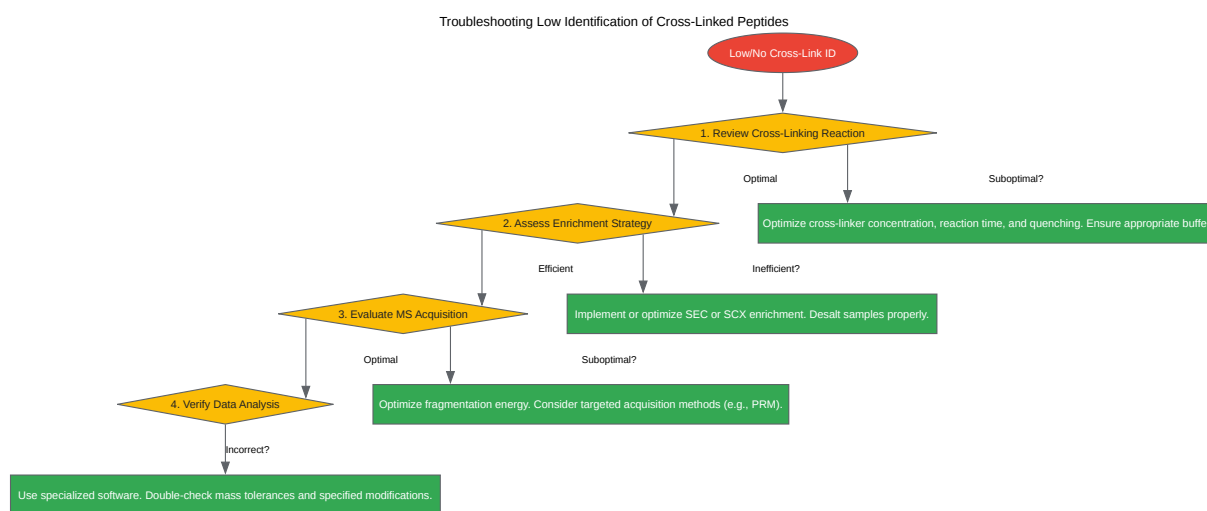 Troubleshooting Low Identification of Cross-Linked Peptides
Low/No Cross-Link ID
1. Review Cross-Linking Reaction
Optimal
Suboptimal?
2. Assess Enrichment Strategy
Optimize cross-linker concentration, reaction time, and quenching. Ensure appropriate buffe
Efficient
Inefficient?
3. Evaluate MS Acquisition
Implement or optimize SEC or SCX enrichment. Desalt samples properly.
Optimal
Suboptimal?
4. Verify Data Analysis
Optimize fragmentation energy. Consider targeted acquisition methods (e.g., PRM).
Incorrect?
Use specialized software. Double-check mass tolerances and specified modifications.